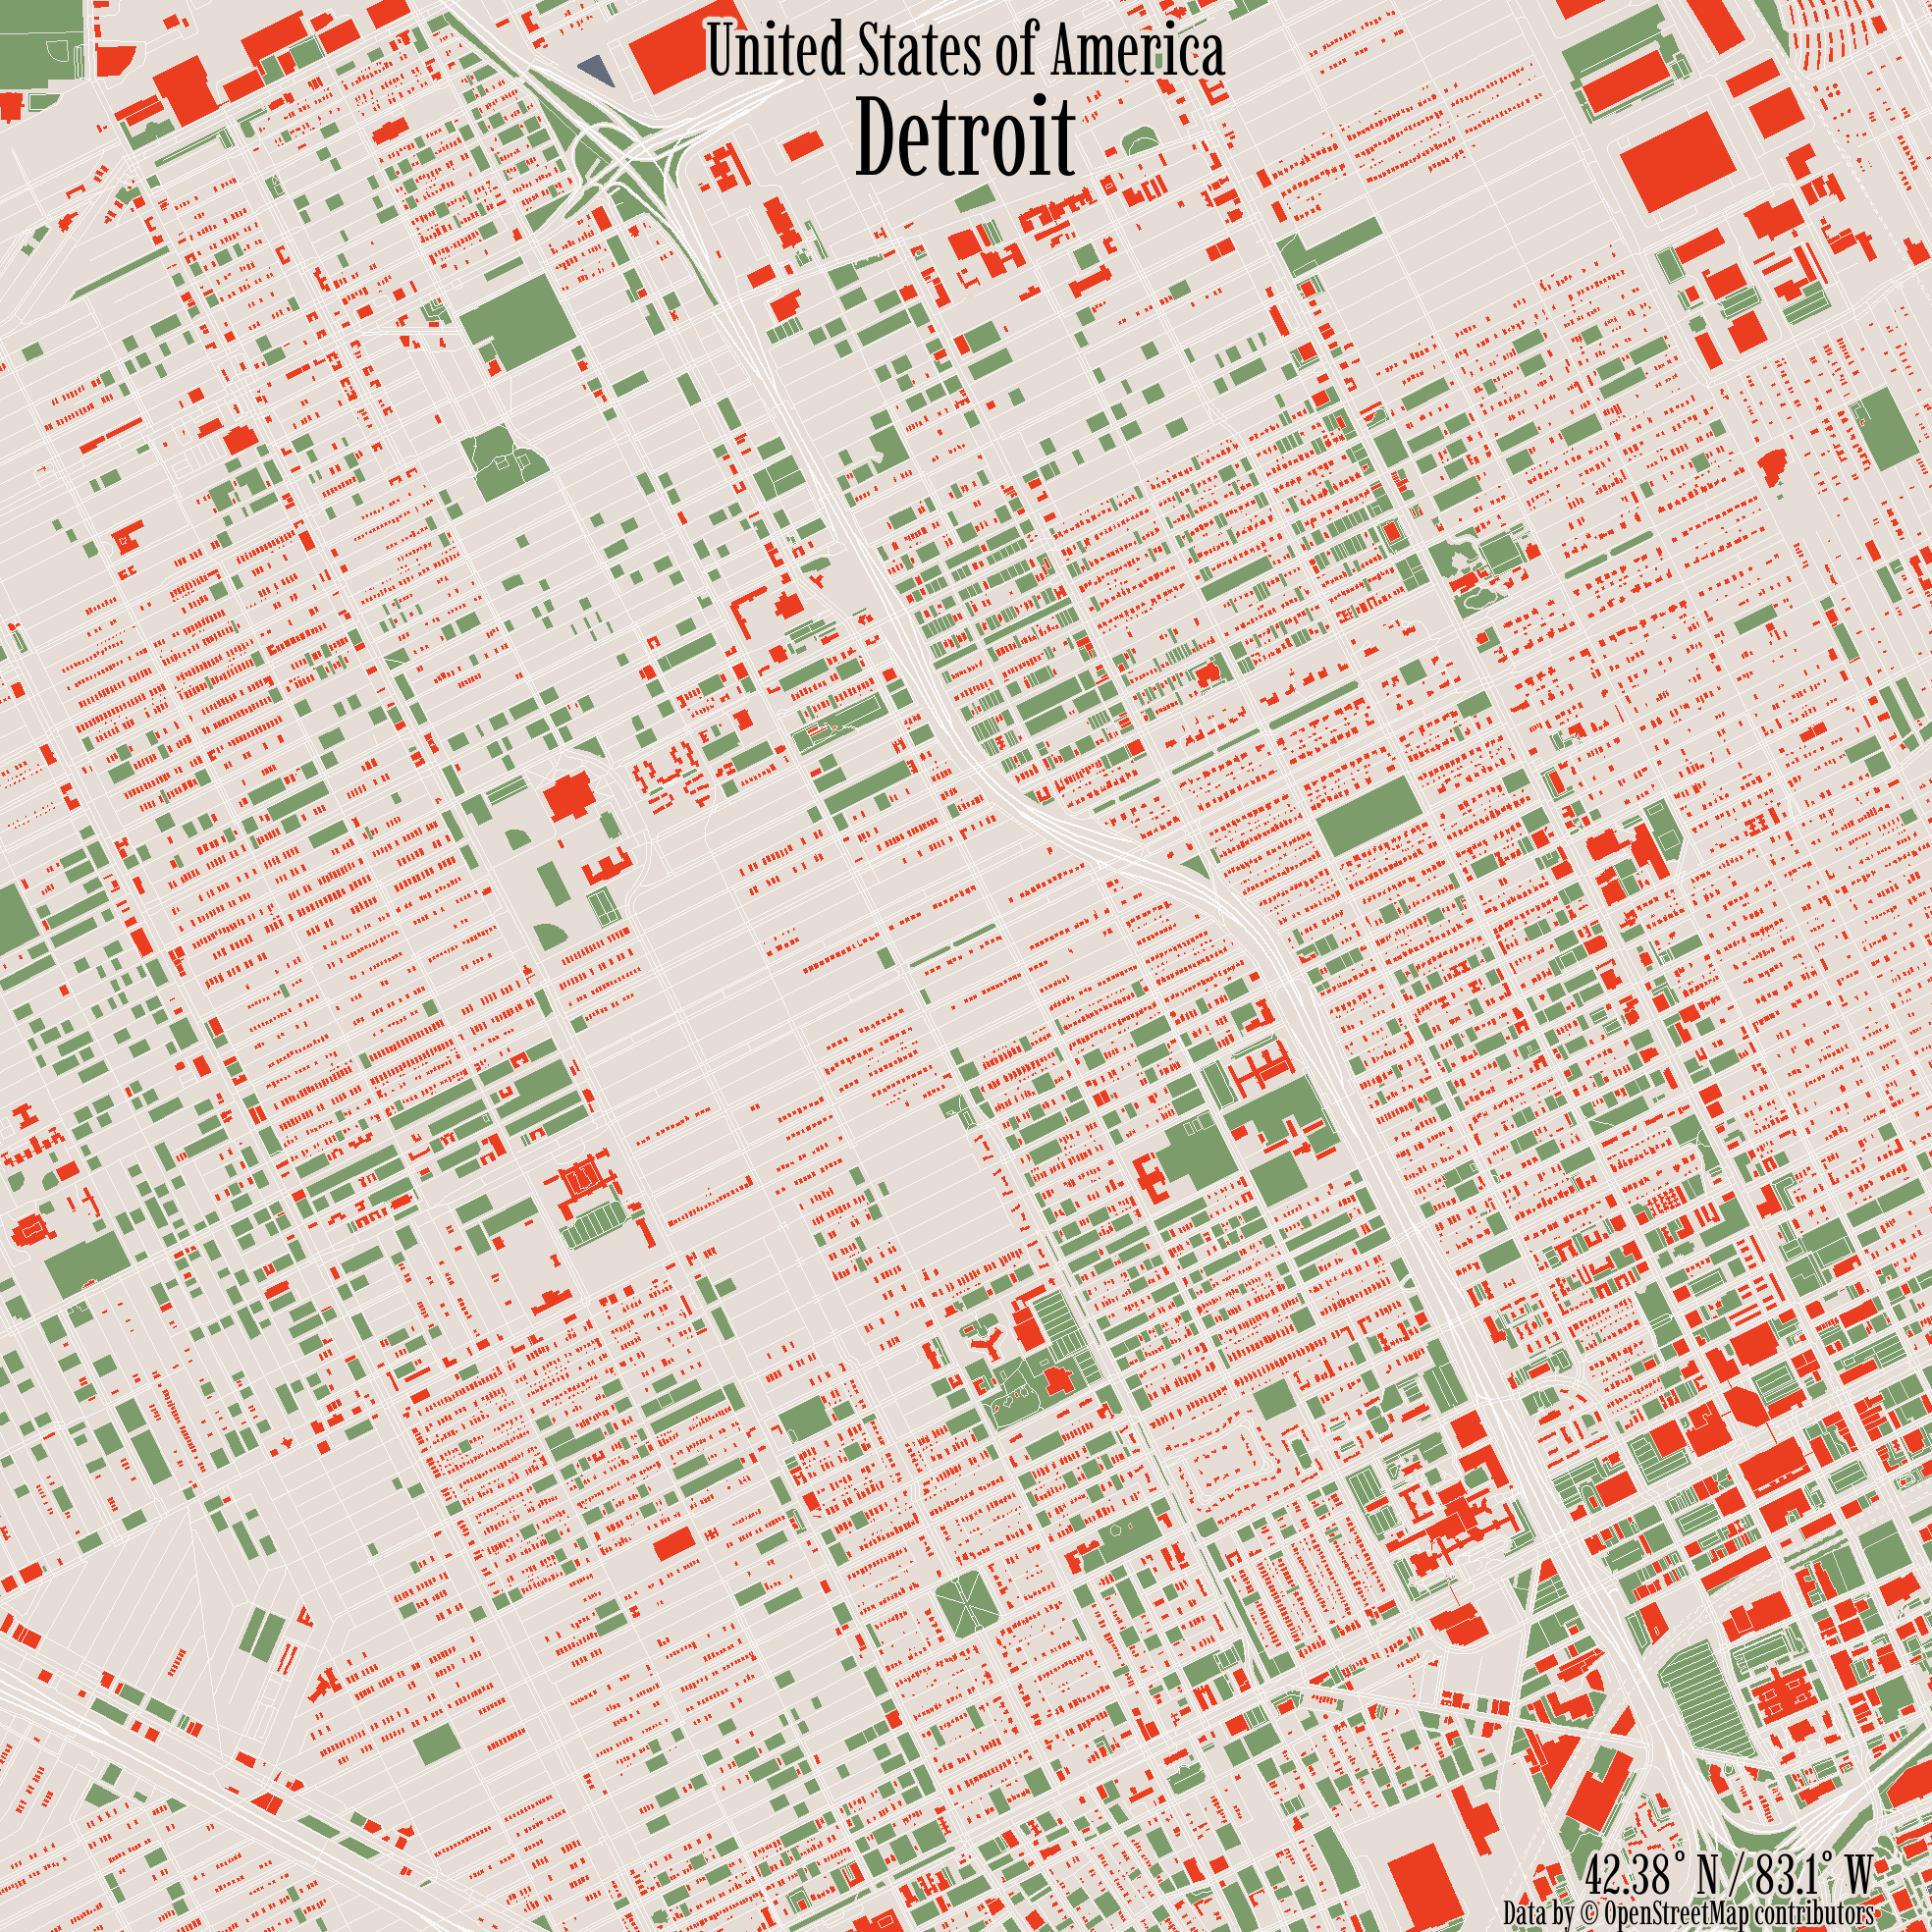 United States of America
Detroit
42.38° N / 83.1° W
Data by © OpenStreetMap contributors